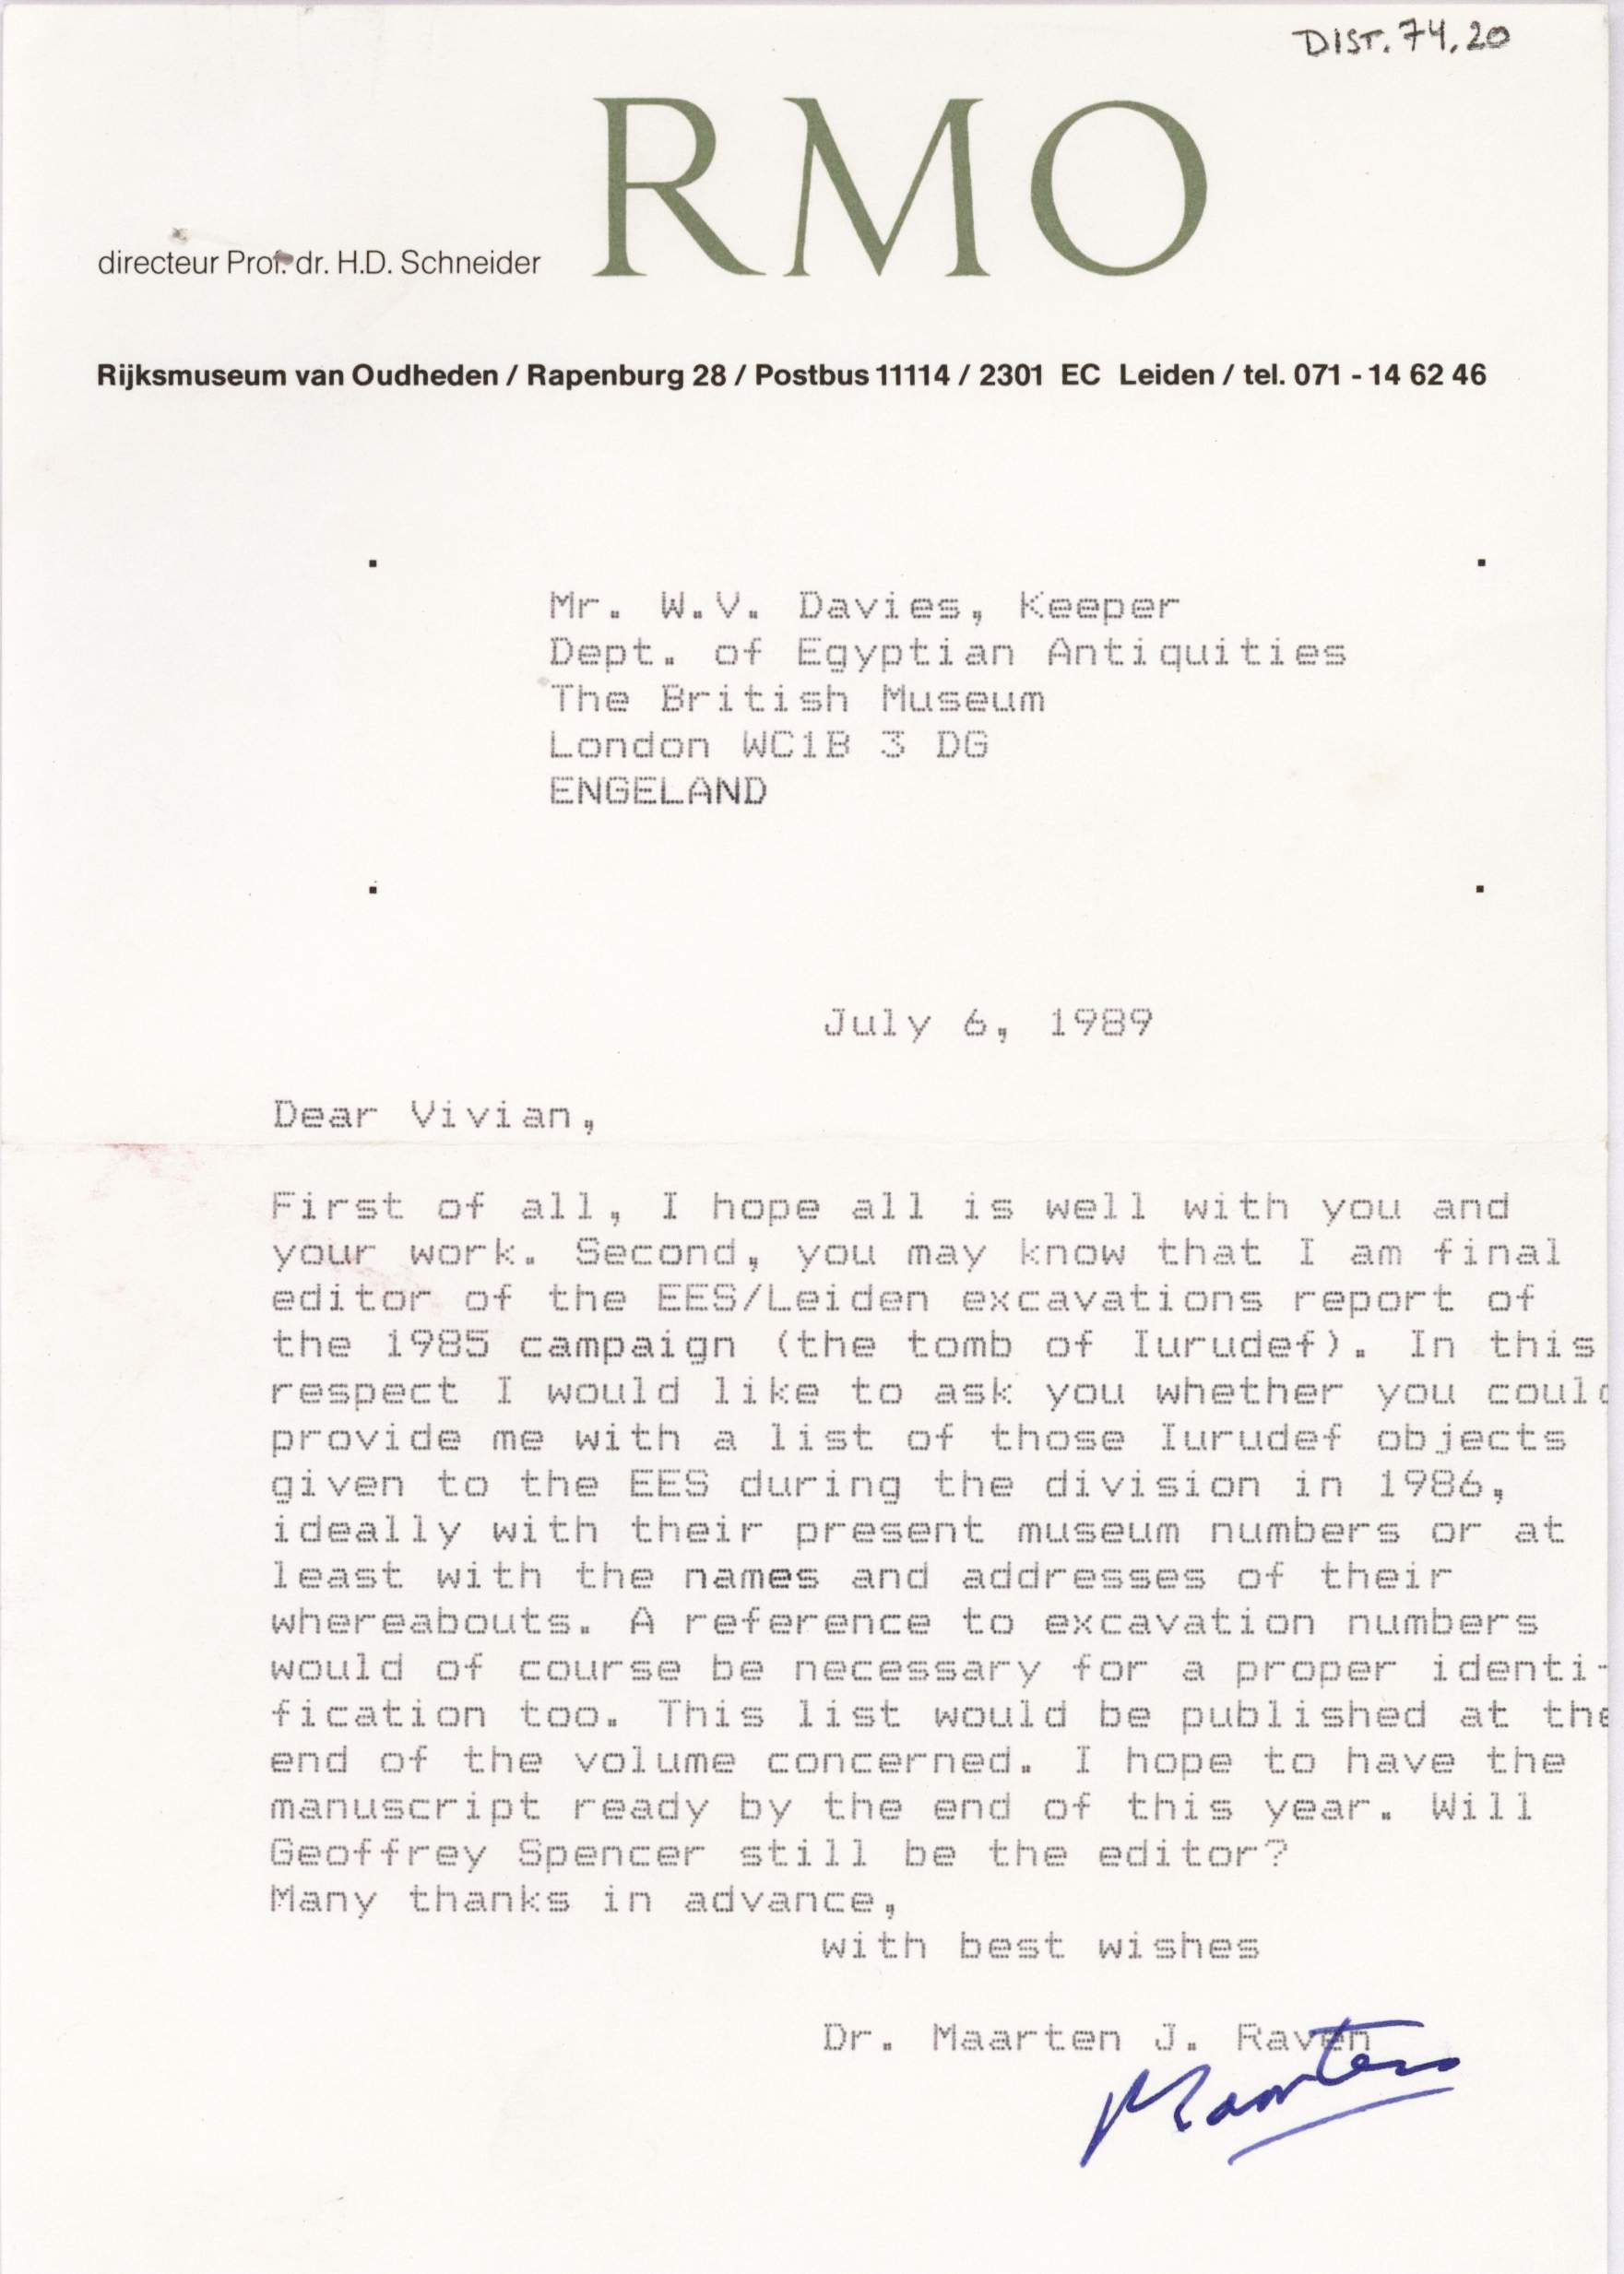 DIST.74.20
RMO
directeur Prof. dr. H.D. Schneider
Rijksmuseum van Oudheden / Rapenburg 28 / Postbus 11114 / 2301 EC Leiden / tel. 071 - 14 62 46
Mr. W.V. Davies, Keeper
Dept. of Egyptian Antiquities
The British Museum
London WC1B 3 DG
ENGELAND
July 6, 1989
Dear Vivian,
First of all, I hope all is well with you and
your work. Second, you may know that I am final
editor of the EES/Leiden excavations report of
the 1985 campaign (the tomb of Iurudef). In this
respect I would like to ask you whether you could
provide me with a list of those Iurudef objects
given to the EES during the division in 1986,
ideally with their present museum numbers or at
least with the names and addresses of their
whereabouts. A reference to excavation numbers
would of course be necessary for a proper identi-
fication too. This list would be published at the
end of the volume concerned. I hope to have the
manuscript ready by the end of this year. Will
Geoffrey Spencer still be the editor?
Many thanks in advance,
with best wishes
Dr. Maarten J. Raven
Maarten